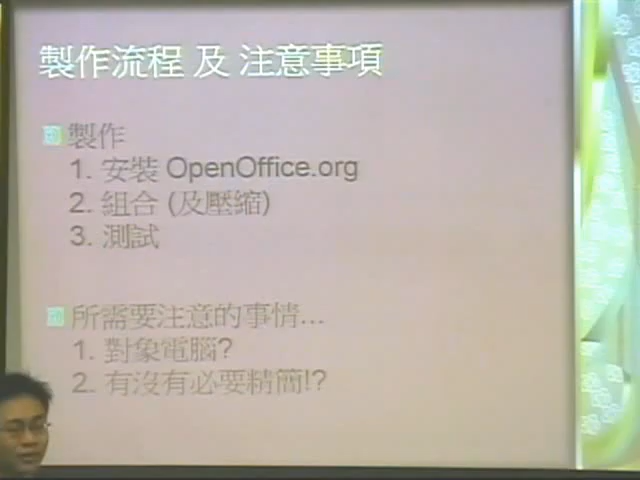 製作流程 及 注意事項
製作
1. 安裝 OpenOffice.org
2. 組合 (及壓縮)
3. 測試
所需要注意的事情...
1. 對象電腦?
2. 有沒有必要精簡!?